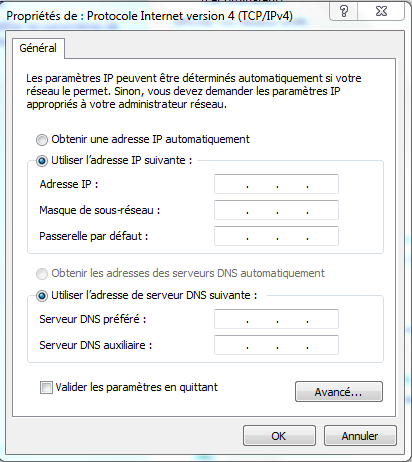 Propriétés de : Protocole Internet version 4 (TCP/IPv4)
Général
Les paramètres IP peuvent être déterminés automatiquement si votre
réseau le permet. Sinon, vous devez demander les paramètres IP
appropriés à votre administrateur réseau.
Obtenir une adresse IP automatiquement
Utiliser l'adresse IP suivante :
Adresse IP :
Masque de sous-réseau :
Passerelle par défaut :
Obtenir les adresses des serveurs DNS automatiquement
Utiliser l'adresse de serveur DNS suivante :
Serveur DNS préféré :
Serveur DNS auxiliaire :
Valider les paramètres en quittant
Avancé...
OK
Annuler